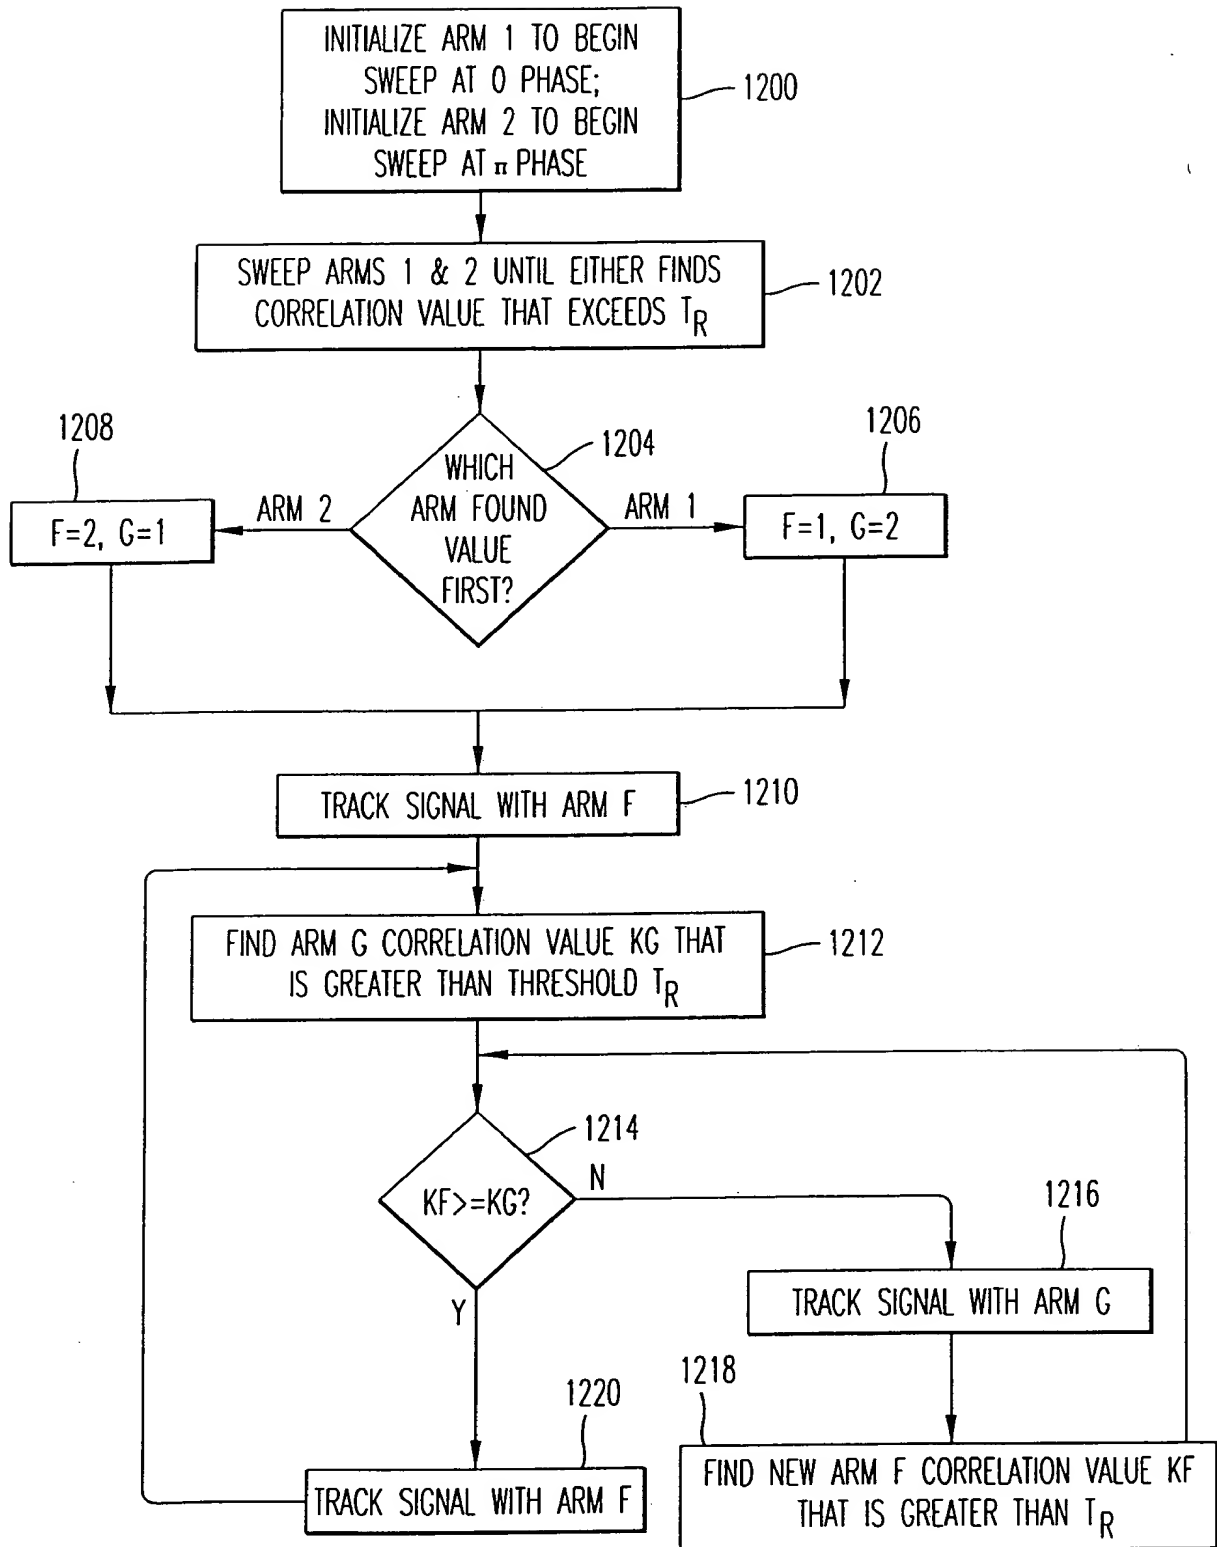 INITIALIZE ARM 1 TO BEGIN
SWEEP AT 0 PHASE;
INITIALIZE ARM 2 TO BEGIN
SWEEP AT π PHASE
1200
SWEEP ARMS 1 & 2 UNTIL EITHER FINDS
CORRELATION VALUE THAT EXCEEDS TR
1202
1208
1206
1204
WHICH
ARM FOUND
VALUE
FIRST?
ARM 2
ARM 1
F=2, G=1
F=1, G=2
TRACK SIGNAL WITH ARM F
1210
FIND ARM G CORRELATION VALUE KG THAT
IS GREATER THAN THRESHOLD TR
1212
1214
KF>=KG?
N
Y
1216
TRACK SIGNAL WITH ARM G
1218
1220
TRACK SIGNAL WITH ARM F
FIND NEW ARM F CORRELATION VALUE KF
THAT IS GREATER THAN TR